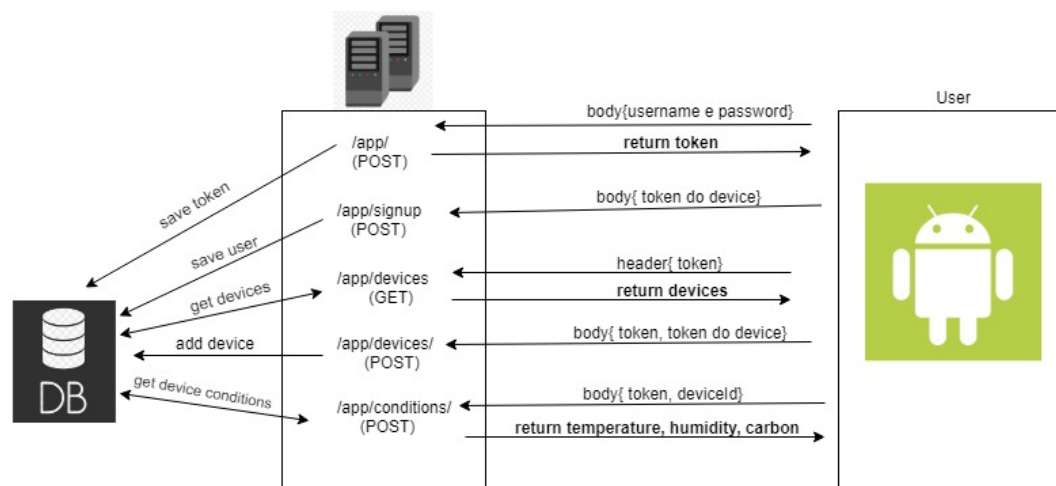 User
body{username e password}
/app/
(POST)
return token
save token
/app/signup
(POST)
body{ token do device}
save user
/app/devices
(GET)
header{ token}
return devices
get devices
/app/devices/
(POST)
body{ token, token do device}
add device
DB
get device conditions
/app/conditions/
(POST)
body{ token, deviceId}
return temperature, humidity, carbon